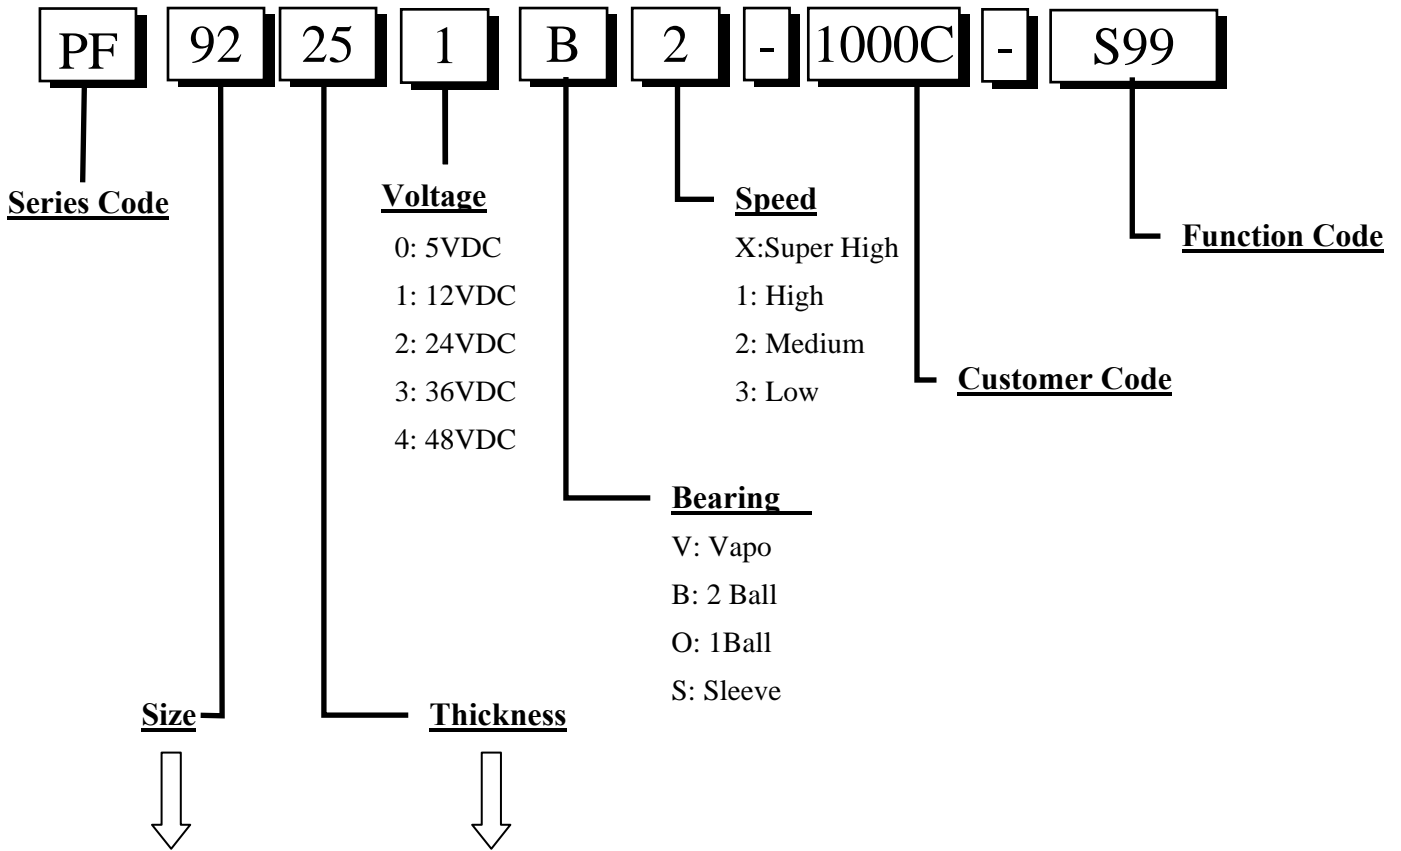 PF 92 25 1 B 2 - 1000C - S99
Series Code
Voltage
0: 5VDC
1: 12VDC
2: 24VDC
3: 36VDC
4: 48VDC
Speed
X:Super High
1: High
2: Medium
3: Low
Function Code
Customer Code
Bearing
V: Vapo
B: 2 Ball
O: 1Ball
S: Sleeve
Size
Thickness